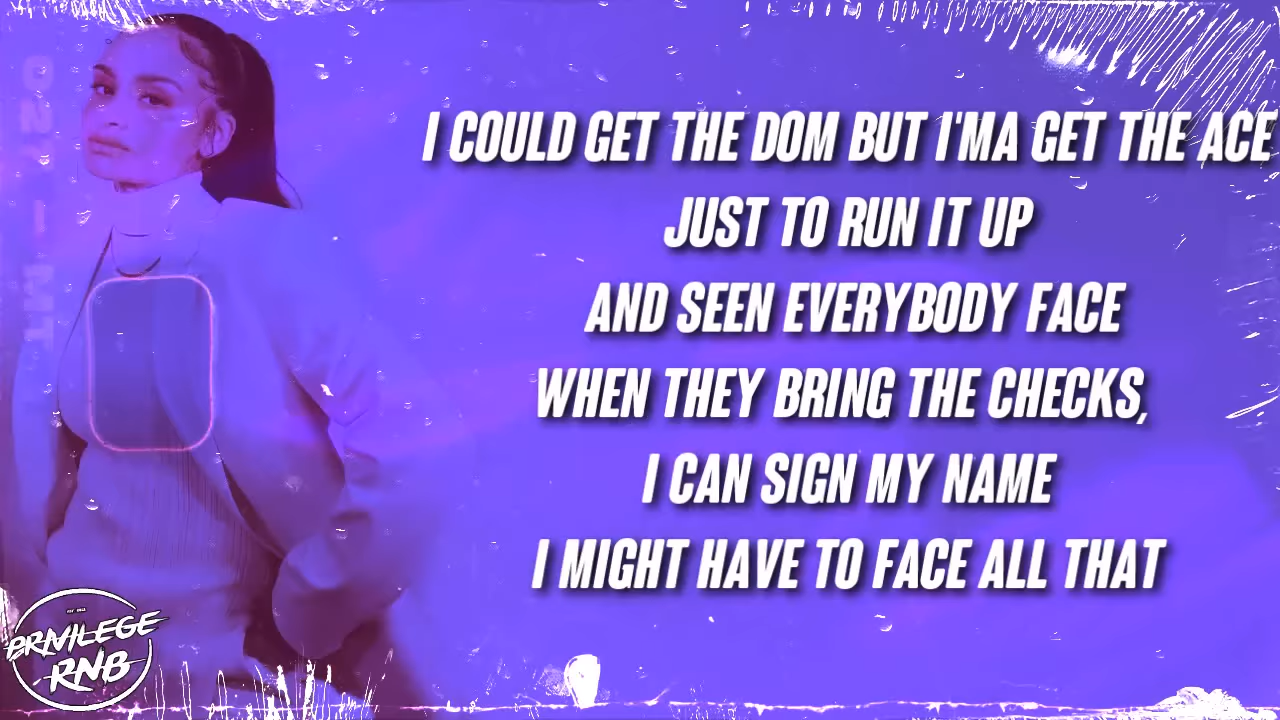 I COULD GET THE DOM BUT I'MA GET THE ACE
JUST TO RUN IT UP
AND SEEN EVERYBODY FACE
WHEN THEY BRING THE CHECKS,
I CAN SIGN MY NAME
I MIGHT HAVE TO FACE ALL THAT
PRIVILEGE
RNB